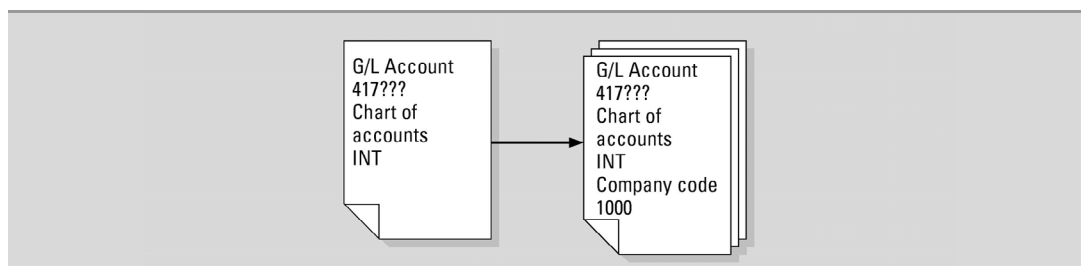 G/L Account
417???
Chart of
accounts
INT
G/L Account
417???
Chart of
accounts
INT
Company code
1000